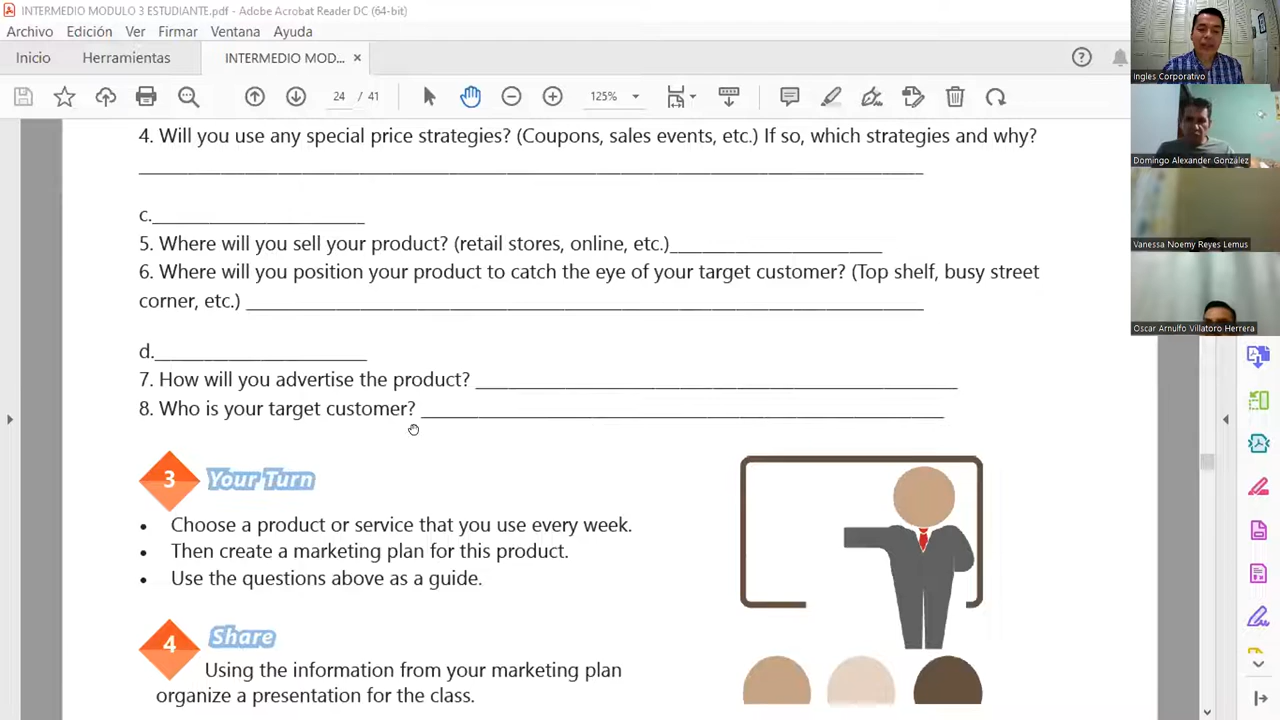 INTERMEDIO MODULO 3 ESTUDIANTE.pdf - Adobe Acrobat Reader DC (64-bit)
Archivo Edición Ver Firmar Ventana Ayuda
Inicio Herramientas INTERMEDIO MOD... ×
24 / 41 125%
4. Will you use any special price strategies? (Coupons, sales events, etc.) If so, which strategies and why?
c.
5. Where will you sell your product? (retail stores, online, etc.)
6. Where will you position your product to catch the eye of your target customer? (Top shelf, busy street
corner, etc.)
d.
7. How will you advertise the product?
8. Who is your target customer?
3 Your Turn
• Choose a product or service that you use every week.
• Then create a marketing plan for this product.
• Use the questions above as a guide.
4 Share
Using the information from your marketing plan
organize a presentation for the class.
Ingles Corporativo
Domingo Alexander González
Vanessa Noemy Reyes Lemus
Oscar Arnulfo Villatoro Herrera